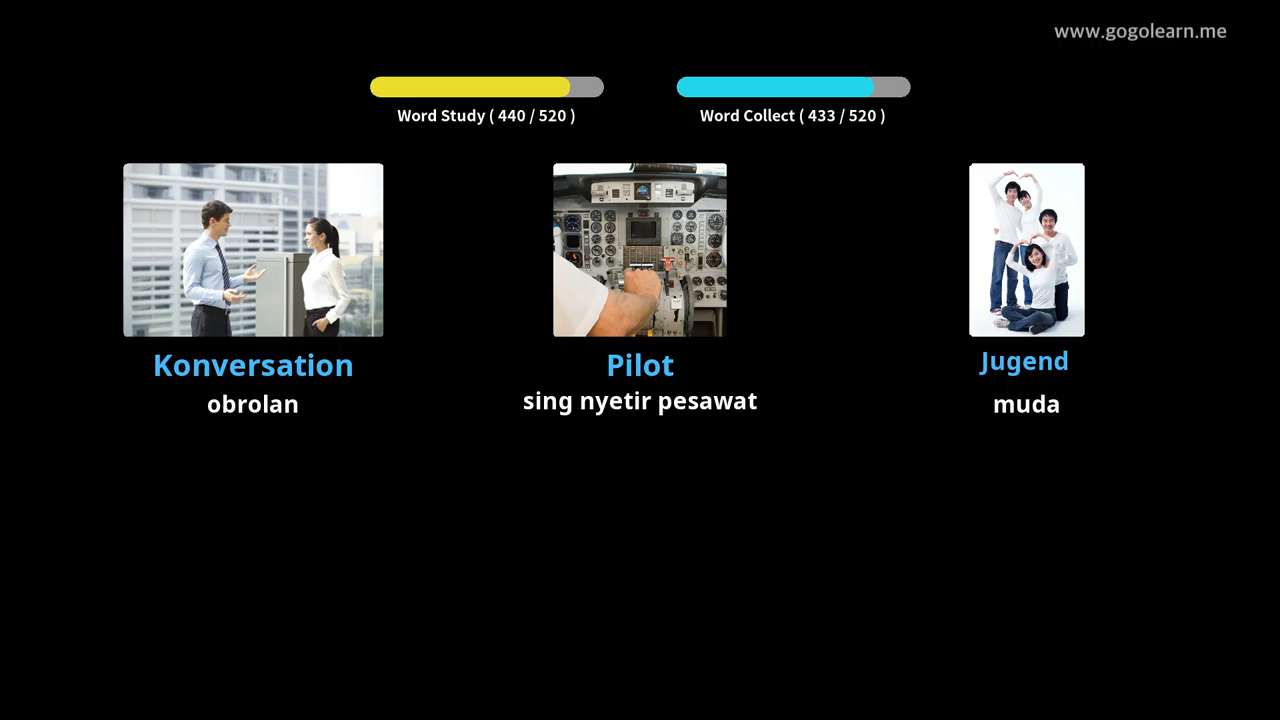 www.gogolearn.me
Word Study ( 440 / 520 )
Word Collect ( 433 / 520 )
Konversation
obrolan
Pilot
sing nyetir pesawat
Jugend
muda